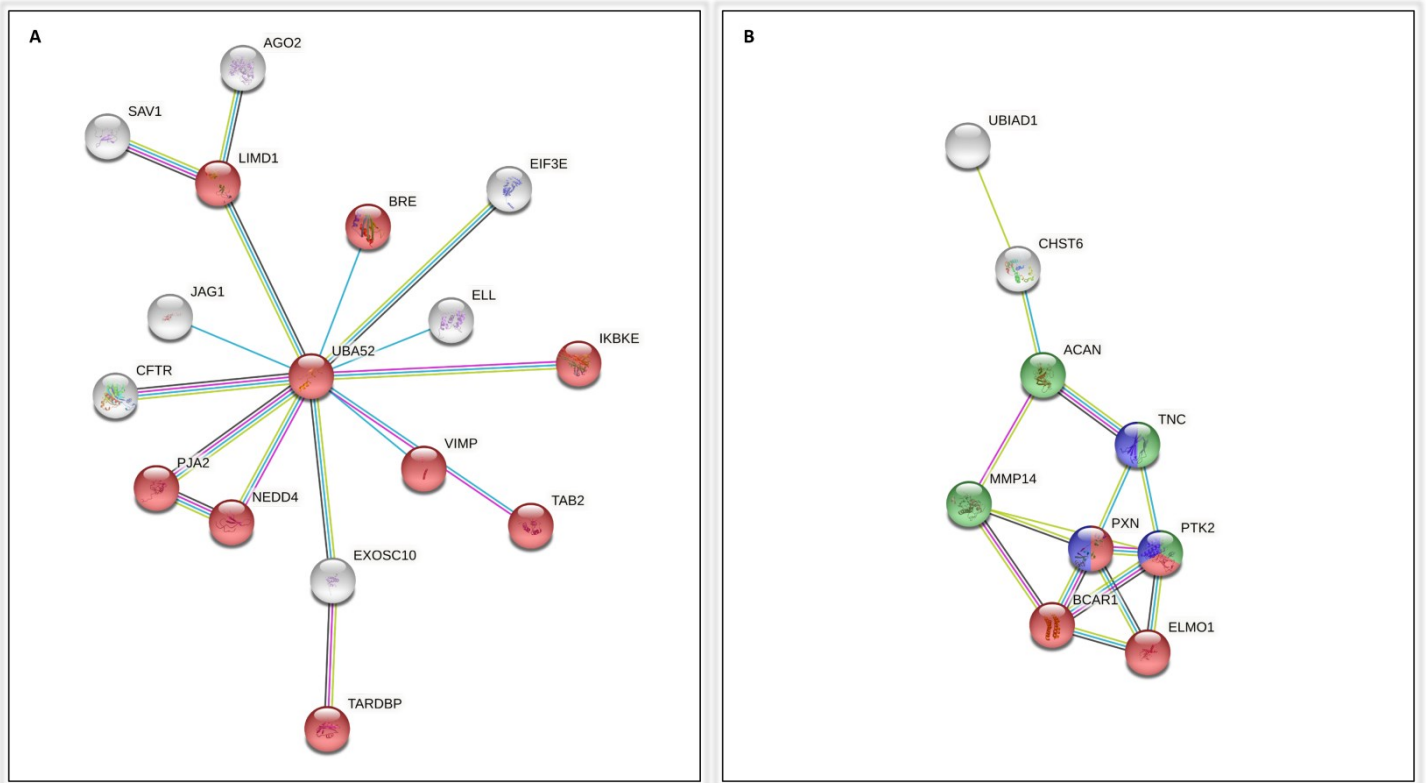 A
AGO2
SAV1
LIMD1
EIF3E
BRE
JAG1
ELL
UBA52
IKBKE
CFTR
VIMP
PJA2
NEDD4
TAB2
EXOSC10
TARDBP
B
UBIAD1
CHST6
ACAN
TNC
MMP14
PXN
PTK2
BCAR1
ELMO1